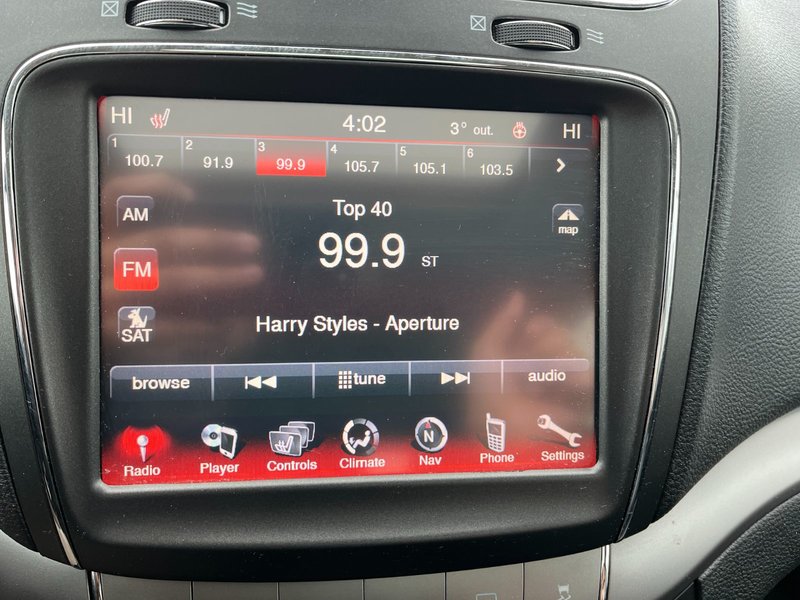 HI 4:02 3° out. HI
1 100.7 2 91.9 3 99.9 4 105.7 5 105.1 6 103.5
AM Top 40 map
FM 99.9 ST
SAT Harry Styles - Aperture
browse tune audio
Radio Player Controls Climate N Nav Phone Settings